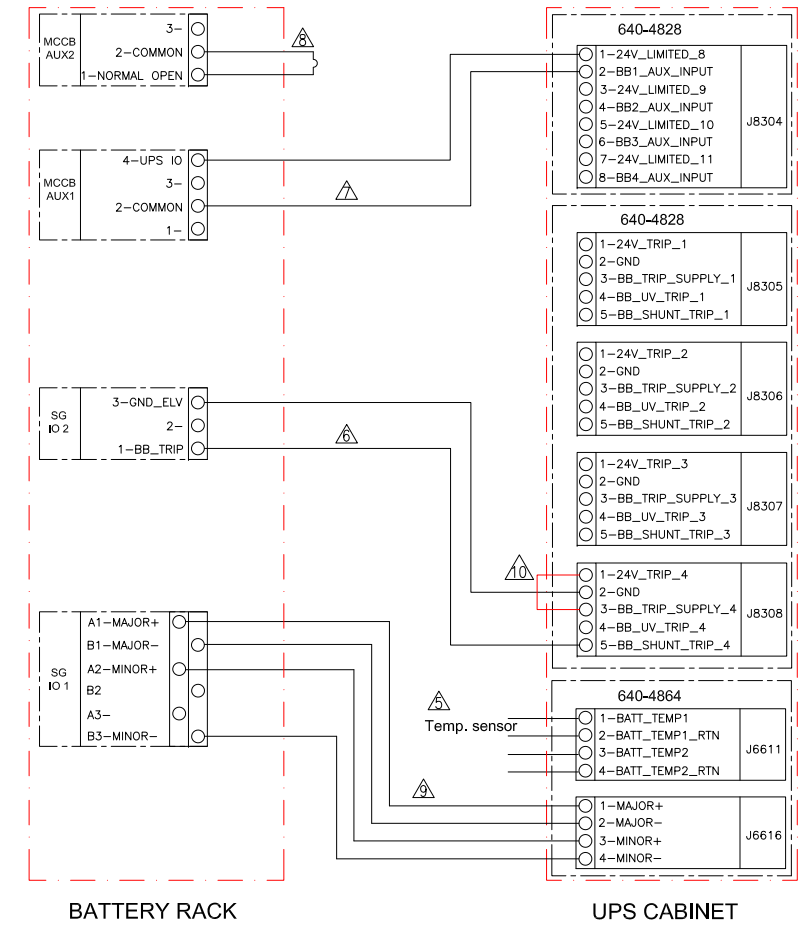 MCCB
AUX2
3-
2-COMMON
1-NORMAL OPEN
8
MCCB
AUX1
4-UPS IO
3-
2-COMMON
1-
7
SG
IO 2
3-GND_ELV
2-
1-BB_TRIP
6
SG
IO 1
A1-MAJOR+
B1-MAJOR-
A2-MINOR+
B2
A3-
B3-MINOR-
9
5
Temp. sensor
10
640-4828
1-24V_LIMITED_8
2-BB1_AUX_INPUT
3-24V_LIMITED_9
4-BB2_AUX_INPUT
5-24V_LIMITED_10
6-BB3_AUX_INPUT
7-24V_LIMITED_11
8-BB4_AUX_INPUT
J8304
640-4828
1-24V_TRIP_1
2-GND
3-BB_TRIP_SUPPLY_1
4-BB_UV_TRIP_1
5-BB_SHUNT_TRIP_1
J8305
1-24V_TRIP_2
2-GND
3-BB_TRIP_SUPPLY_2
4-BB_UV_TRIP_2
5-BB_SHUNT_TRIP_2
J8306
1-24V_TRIP_3
2-GND
3-BB_TRIP_SUPPLY_3
4-BB_UV_TRIP_3
5-BB_SHUNT_TRIP_3
J8307
1-24V_TRIP_4
2-GND
3-BB_TRIP_SUPPLY_4
4-BB_UV_TRIP_4
5-BB_SHUNT_TRIP_4
J8308
640-4864
1-BATT_TEMP1
2-BATT_TEMP1_RTN
3-BATT_TEMP2
4-BATT_TEMP2_RTN
J6611
1-MAJOR+
2-MAJOR-
3-MINOR+
4-MINOR-
J6616
BATTERY RACK
UPS CABINET